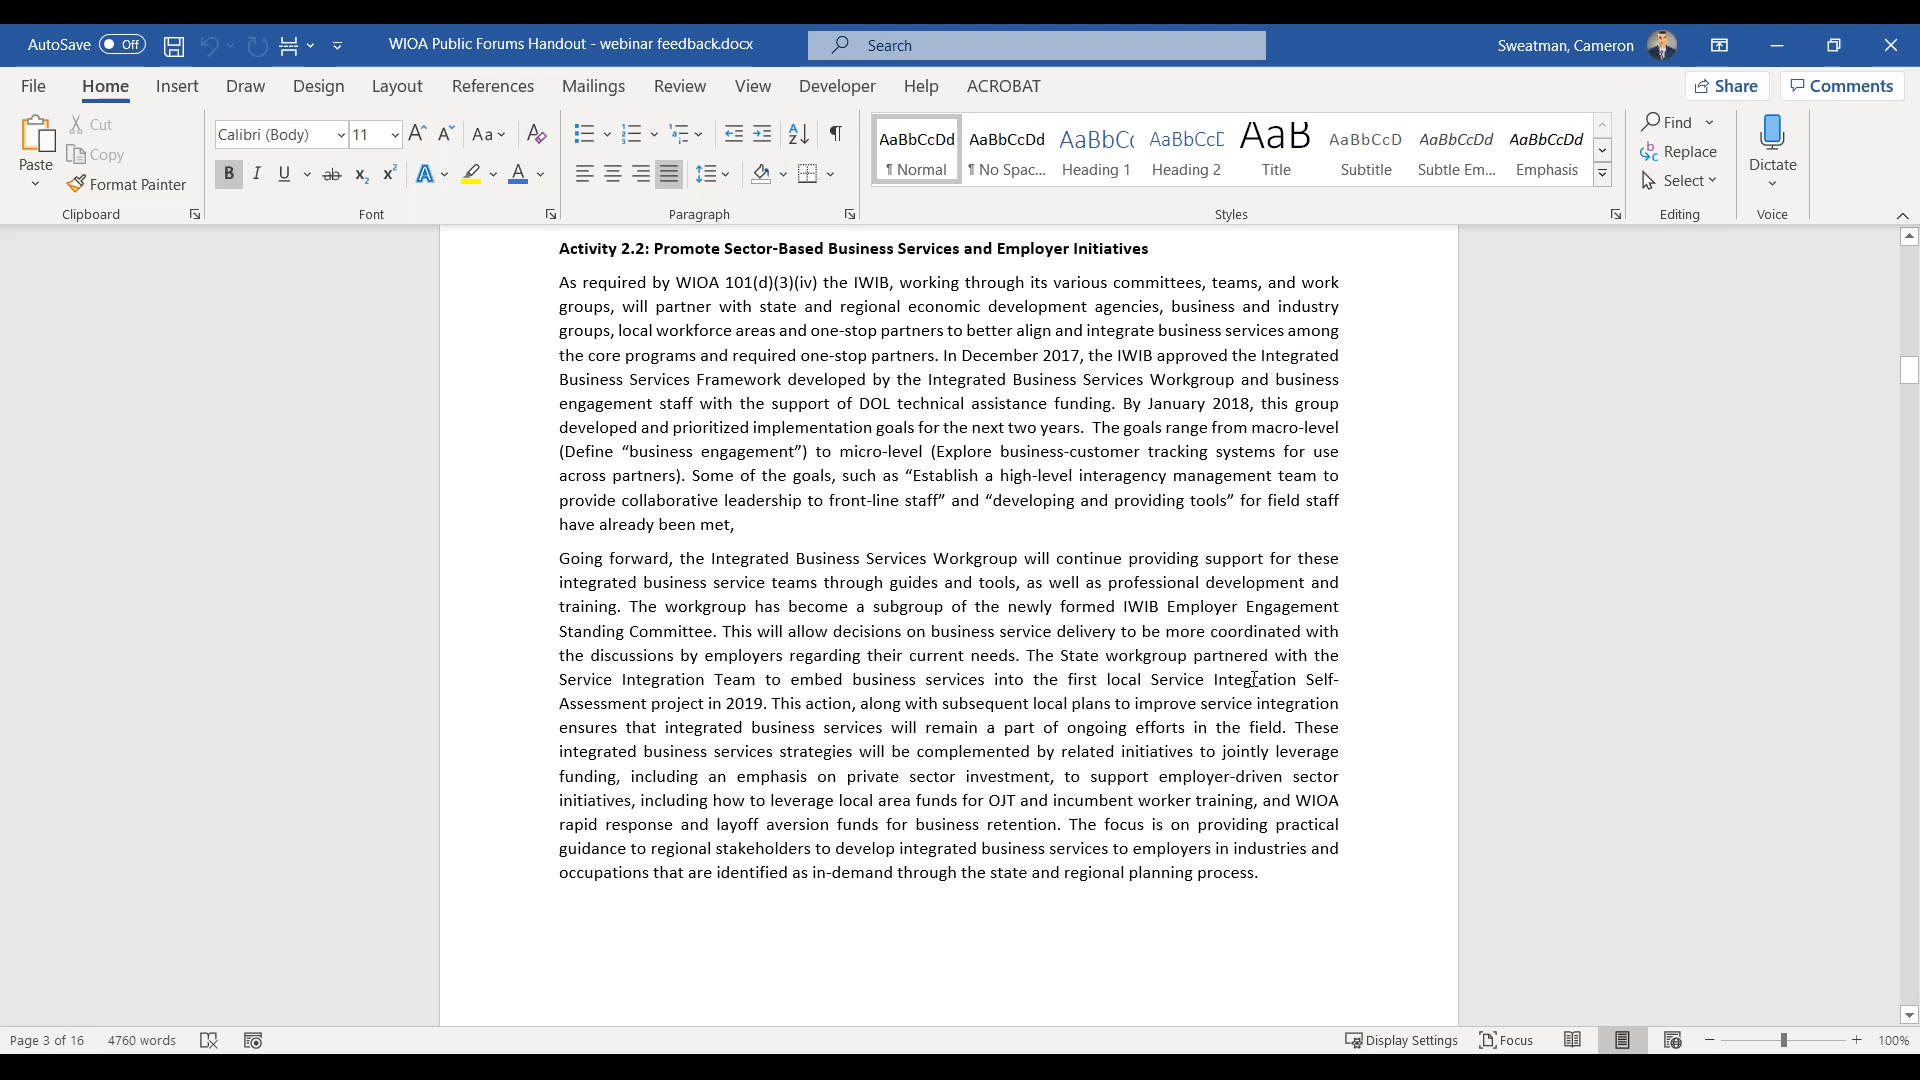 AutoSave Off WIOA Public Forums Handout - webinar feedback.docx Search Sweatman, Cameron
File Home Insert Draw Design Layout References Mailings Review View Developer Help ACROBAT Share Comments
Paste Cut Copy Format Painter Clipboard
Calibri (Body) 11 Aa B I U ab x₂ x² A A Font
Paragraph
AaBbCcDd AaBbCcDd AaBbC( AaBbCcE AaB AaBbCcD AaBbCcDd AaBbCcDd
¶ Normal ¶ No Spac... Heading 1 Heading 2 Title Subtitle Subtle Em... Emphasis
Styles
Find Replace Select Editing
Dictate Voice
Activity 2.2: Promote Sector-Based Business Services and Employer Initiatives
As required by WIOA 101(d)(3)(iv) the IWIB, working through its various committees, teams, and work
groups, will partner with state and regional economic development agencies, business and industry
groups, local workforce areas and one-stop partners to better align and integrate business services among
the core programs and required one-stop partners. In December 2017, the IWIB approved the Integrated
Business Services Framework developed by the Integrated Business Services Workgroup and business
engagement staff with the support of DOL technical assistance funding. By January 2018, this group
developed and prioritized implementation goals for the next two years. The goals range from macro-level
(Define “business engagement”) to micro-level (Explore business-customer tracking systems for use
across partners). Some of the goals, such as “Establish a high-level interagency management team to
provide collaborative leadership to front-line staff” and “developing and providing tools” for field staff
have already been met,
Going forward, the Integrated Business Services Workgroup will continue providing support for these
integrated business service teams through guides and tools, as well as professional development and
training. The workgroup has become a subgroup of the newly formed IWIB Employer Engagement
Standing Committee. This will allow decisions on business service delivery to be more coordinated with
the discussions by employers regarding their current needs. The State workgroup partnered with the
Service Integration Team to embed business services into the first local Service Integration Self-
Assessment project in 2019. This action, along with subsequent local plans to improve service integration
ensures that integrated business services will remain a part of ongoing efforts in the field. These
integrated business services strategies will be complemented by related initiatives to jointly leverage
funding, including an emphasis on private sector investment, to support employer-driven sector
initiatives, including how to leverage local area funds for OJT and incumbent worker training, and WIOA
rapid response and layoff aversion funds for business retention. The focus is on providing practical
guidance to regional stakeholders to develop integrated business services to employers in industries and
occupations that are identified as in-demand through the state and regional planning process.
Page 3 of 16 4760 words Display Settings Focus 100%